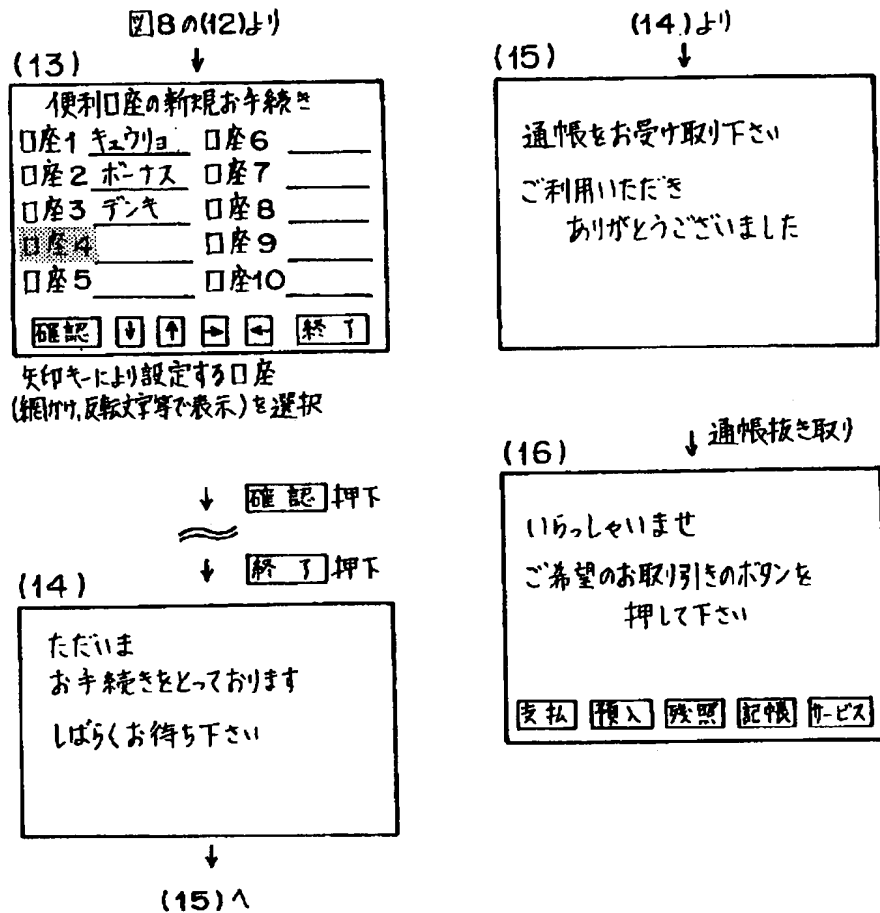 図8の(12)より
↓
(13)
便利口座の新規お手続き
口座1 キュウリョ 口座6
口座2 ボーナス 口座7
口座3 デンキ 口座8
口座4 口座9
口座5 口座10
確認 ↓ ↑ → ← 終了
矢印キーにより設定する口座
(網かけ,反転文字等で表示)を選択
↓ 確認 押下
↓ 終了 押下
(14)
ただいま
お手続きをとっております
しばらくお待ち下さい
↓
(15)へ
(14)より
↓
(15)
通帳をお受け取り下さい
ご利用いただき
ありがとうございました
↓ 通帳抜き取り
(16)
いらっしゃいませ
ご希望のお取り引きのボタンを
押して下さい
支払 預入 残照 記帳 サービス